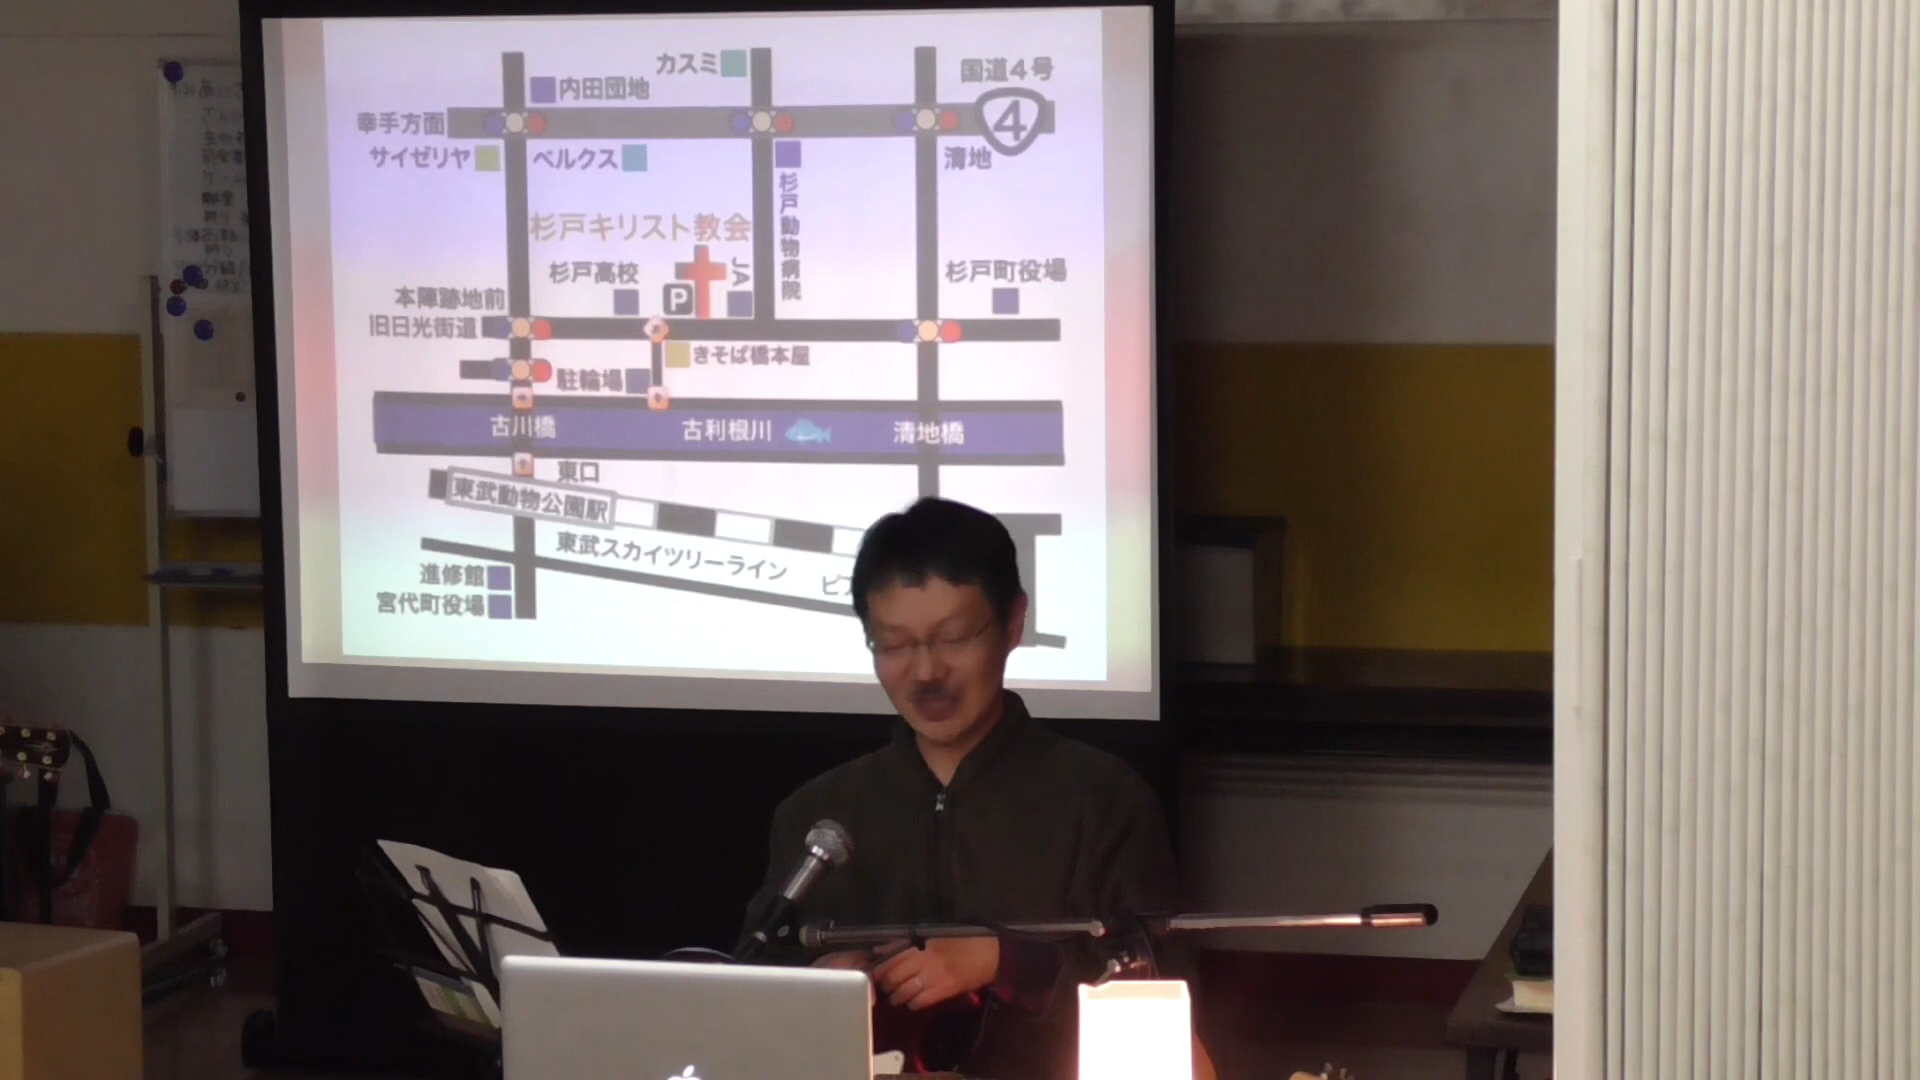 カスミ
国道4号
内田団地
幸手方面
4
サイゼリヤ
ベルクス
清地
杉戸動物病院
杉戸キリスト教会
杉戸高校
JA
P
杉戸町役場
本陣跡地前
旧日光街道
きそば橋本屋
駐輪場
古川橋
古利根川
清地橋
東口
東武動物公園駅
東武スカイツリーライン
進修館
宮代町役場